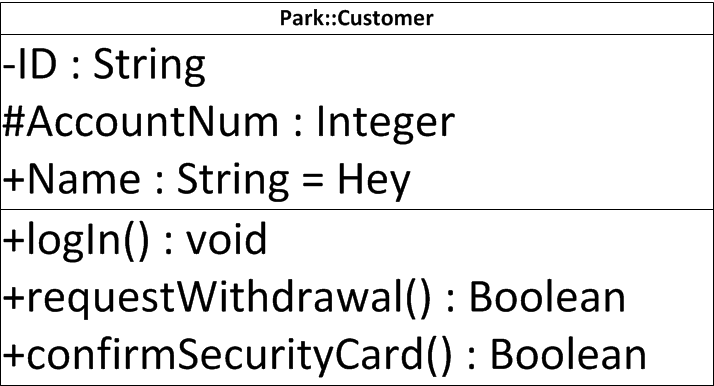 Park::Customer
-ID : String
#AccountNum : Integer
+Name : String = Hey
+logIn() : void
+requestWithdrawal() : Boolean
+confirmSecurityCard() : Boolean